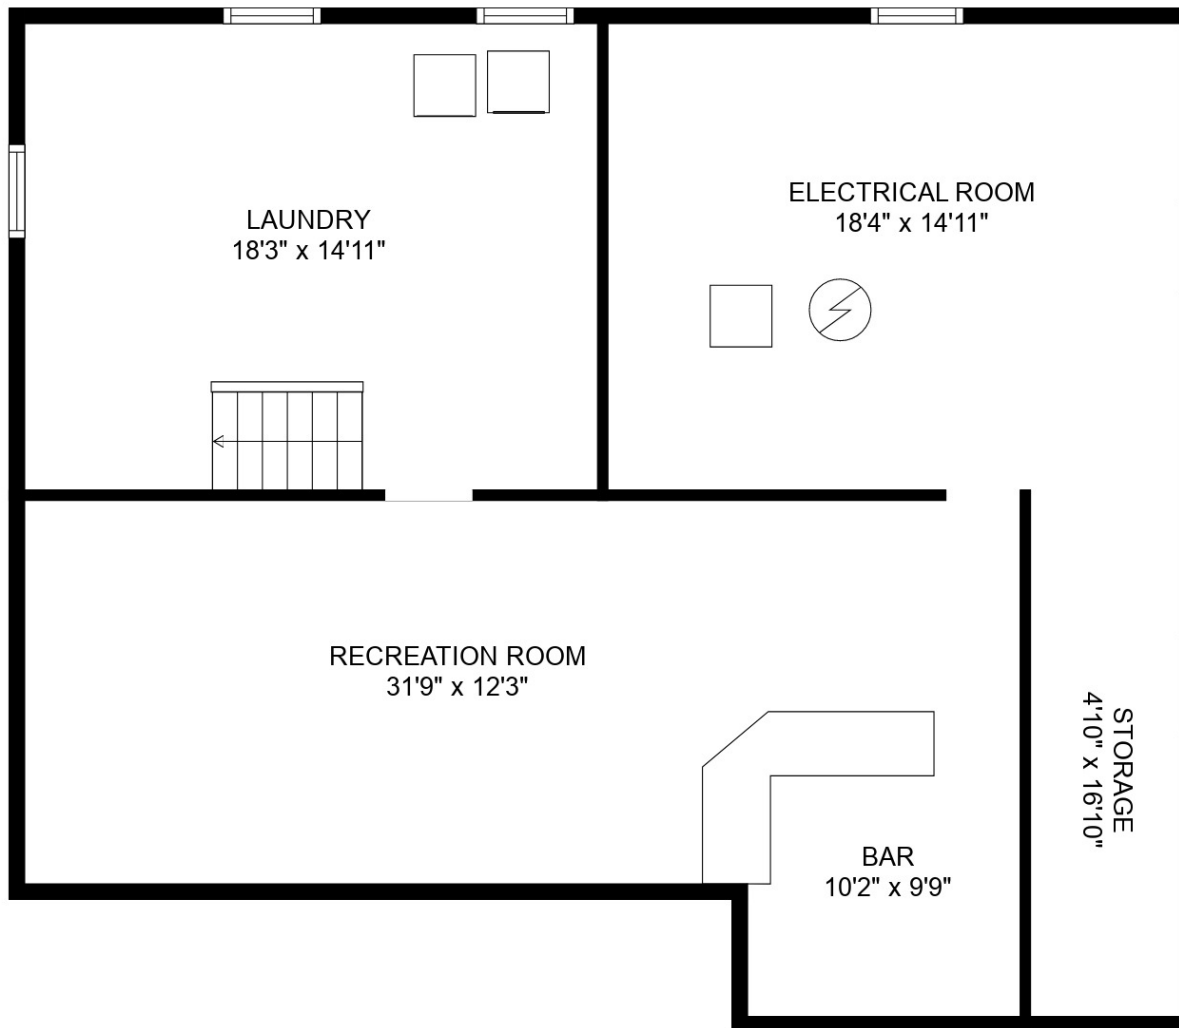 LAUNDRY
18'3" x 14'11"
ELECTRICAL ROOM
18'4" x 14'11"
RECREATION ROOM
31'9" x 12'3"
STORAGE
4'10" x 16'10"
BAR
10'2" x 9'9"